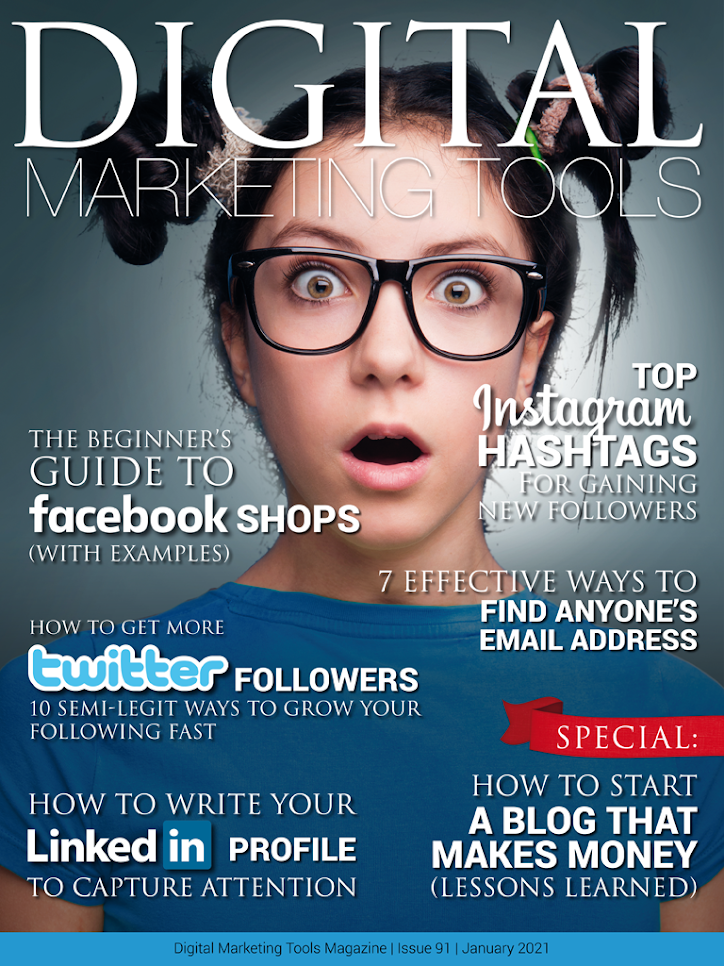 DIGITAL
MARKETING TOOLS
TOP
Instagram
HASHTAGS
FOR GAINING
NEW FOLLOWERS
THE BEGINNER'S
GUIDE TO
facebook SHOPS
(WITH EXAMPLES)
7 EFFECTIVE WAYS TO
FIND ANYONE'S
EMAIL ADDRESS
HOW TO GET MORE
twitter FOLLOWERS
10 SEMI-LEGIT WAYS TO GROW YOUR
FOLLOWING FAST
SPECIAL:
HOW TO START
A BLOG THAT
MAKES MONEY
(LESSONS LEARNED)
HOW TO WRITE YOUR
Linked in PROFILE
TO CAPTURE ATTENTION
Digital Marketing Tools Magazine | Issue 91 | January 2021